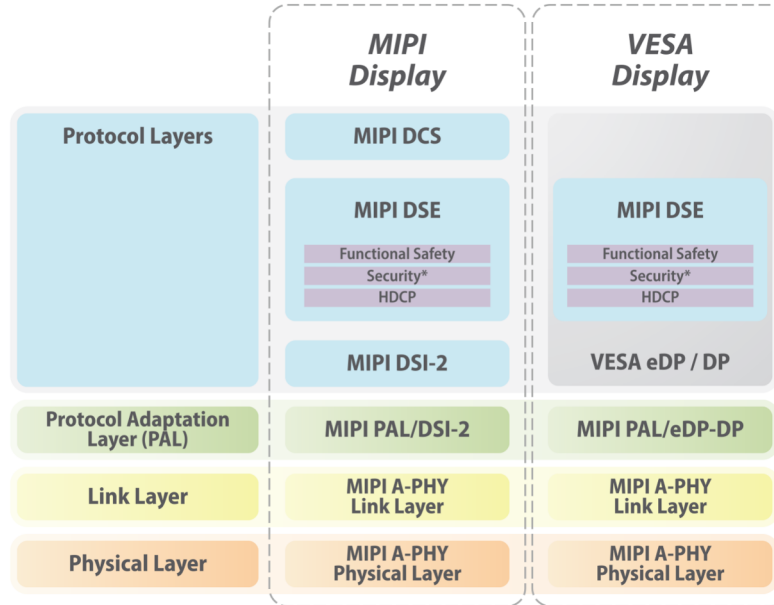 MIPI
Display
VESA
Display
Protocol Layers
MIPI DCS
MIPI DSE
Functional Safety
Security*
HDCP
MIPI DSE
Functional Safety
Security*
HDCP
MIPI DSI-2
VESA eDP / DP
Protocol Adaptation
Layer (PAL)
MIPI PAL/DSI-2
MIPI PAL/eDP-DP
Link Layer
MIPI A-PHY
Link Layer
MIPI A-PHY
Link Layer
Physical Layer
MIPI A-PHY
Physical Layer
MIPI A-PHY
Physical Layer